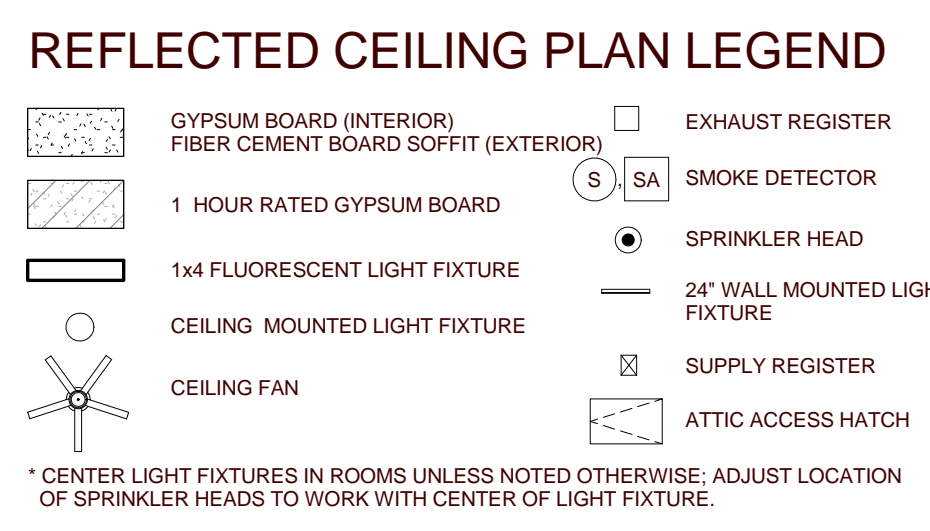 REFLECTED CEILING PLAN LEGEND
GYPSUM BOARD (INTERIOR)
FIBER CEMENT BOARD SOFFIT (EXTERIOR)
1 HOUR RATED GYPSUM BOARD
1x4 FLUORESCENT LIGHT FIXTURE
CEILING MOUNTED LIGHT FIXTURE
CEILING FAN
EXHAUST REGISTER
S, SA SMOKE DETECTOR
SPRINKLER HEAD
24" WALL MOUNTED LIGH
FIXTURE
SUPPLY REGISTER
ATTIC ACCESS HATCH
* CENTER LIGHT FIXTURES IN ROOMS UNLESS NOTED OTHERWISE; ADJUST LOCATION
OF SPRINKLER HEADS TO WORK WITH CENTER OF LIGHT FIXTURE.